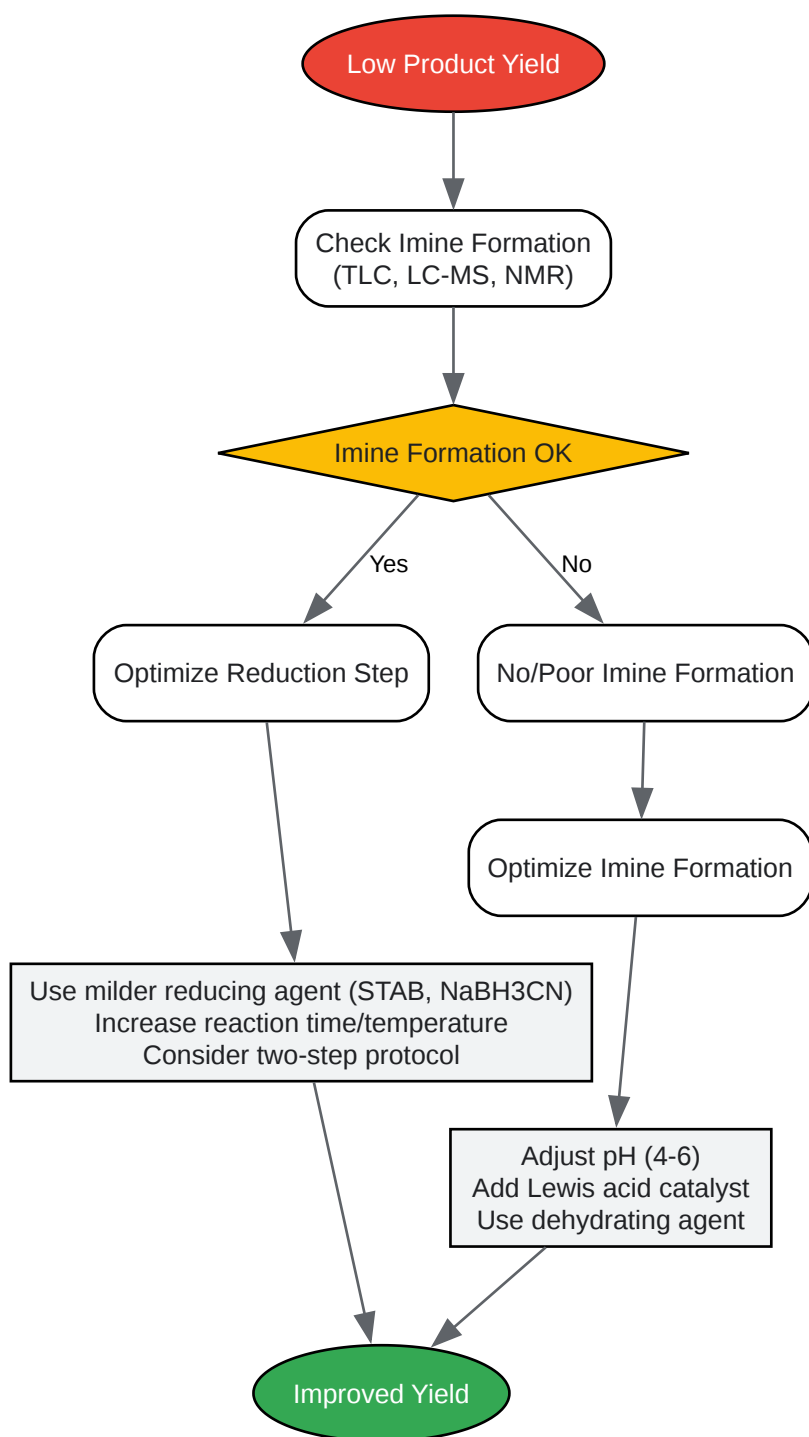 Low Product Yield
Check Imine Formation
(TLC, LC-MS, NMR)
Imine Formation OK
Yes
No
Optimize Reduction Step
No/Poor Imine Formation
Optimize Imine Formation
Use milder reducing agent (STAB, NaBH3CN)
Increase reaction time/temperature
Consider two-step protocol
Adjust pH (4-6)
Add Lewis acid catalyst
Use dehydrating agent
Improved Yield